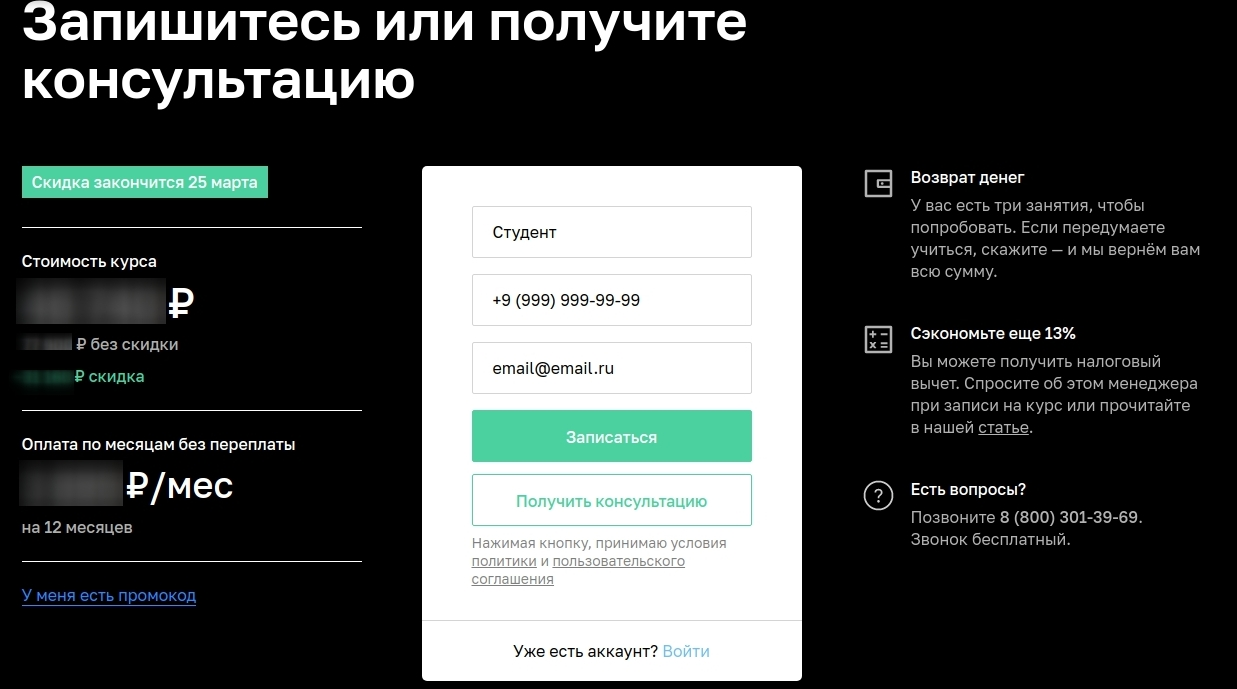 Запишитесь или получите
консультацию
Скидка закончится 25 марта
Стоимость курса
₽
₽ без скидки
₽ скидка
Оплата по месяцам без переплаты
₽/мес
на 12 месяцев
У меня есть промокод
Студент
+9 (999) 999-99-99
email@email.ru
Записаться
Получить консультацию
Нажимая кнопку, принимаю условия
политики и пользовательского
соглашения
Уже есть аккаунт? Войти
Возврат денег
У вас есть три занятия, чтобы
попробовать. Если передумаете
учиться, скажите — и мы вернём вам
всю сумму.
Сэкономьте еще 13%
Вы можете получить налоговый
вычет. Спросите об этом менеджера
при записи на курс или прочитайте
в нашей статье.
Есть вопросы?
Позвоните 8 (800) 301-39-69.
Звонок бесплатный.